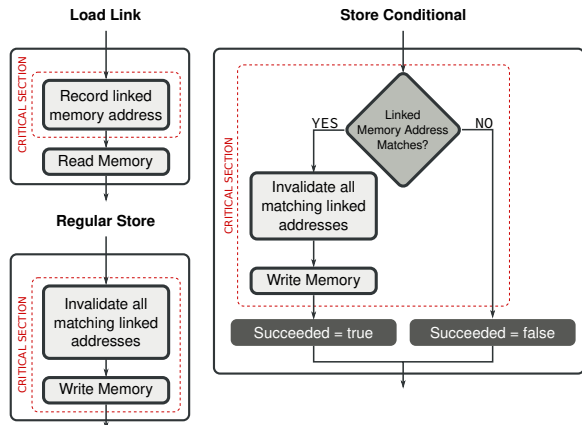 Load Link
CRITICAL SECTION
Record linked
memory address
Read Memory
Regular Store
CRITICAL SECTION
Invalidate all
matching linked
addresses
Write Memory
Store Conditional
CRITICAL SECTION
Linked
Memory Address
Matches?
YES
NO
Invalidate all
matching linked
addresses
Write Memory
Succeeded = true
Succeeded = false